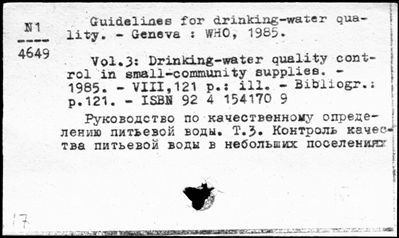 N1
----
4649
Guidelines for drinking-water qua-
lity. - Geneva : WHO, 1985.
Vol.3: Drinking-water quality cont-
rol in small-community supplies. -
1985. - VIII,121 p.: ill. - Bibliogr.:
p.121. - ISBN 92 4 154170 9
Руководство по качественному опреде-
лению питьевой воды. Т.3. Контроль качес-
тва питьевой воды в небольших поселениях
17